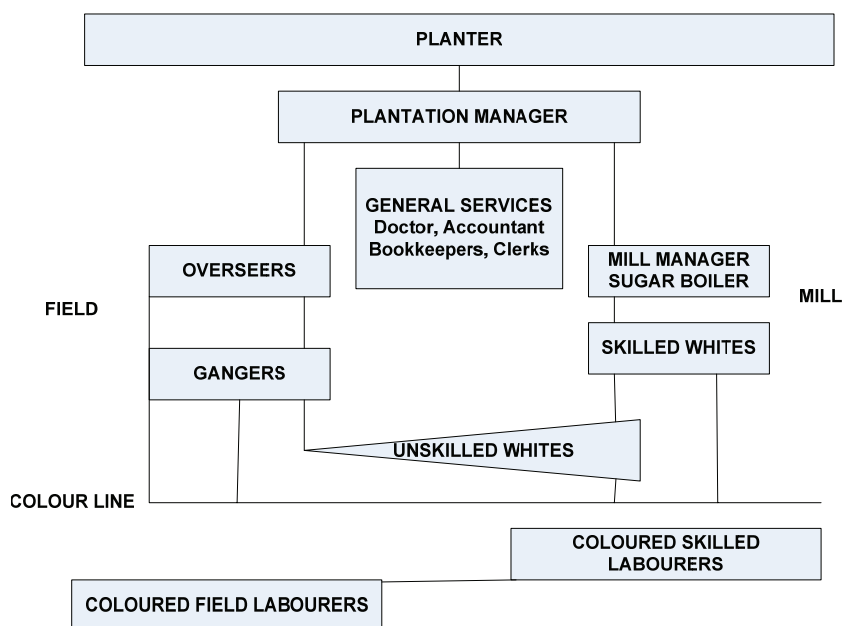 PLANTER
PLANTATION MANAGER
GENERAL SERVICES
Doctor, Accountant
Bookkeepers, Clerks
OVERSEERS
MILL MANAGER
SUGAR BOILER
FIELD
MILL
SKILLED WHITES
GANGERS
UNSKILLED WHITES
COLOUR LINE
COLOURED SKILLED
LABOURERS
COLOURED FIELD LABOURERS